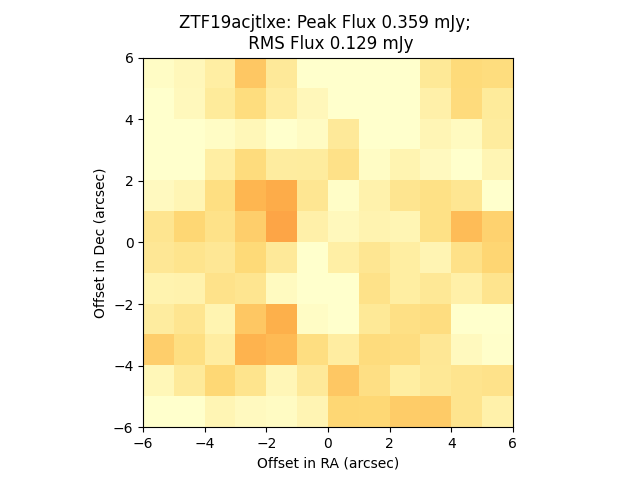 ZTF19acjtlxe: Peak Flux 0.359 mJy;
RMS Flux 0.129 mJy
6
4
2
0
−2
−4
−6
Offset in Dec (arcsec)
−6 −4 −2 0 2 4 6
Offset in RA (arcsec)